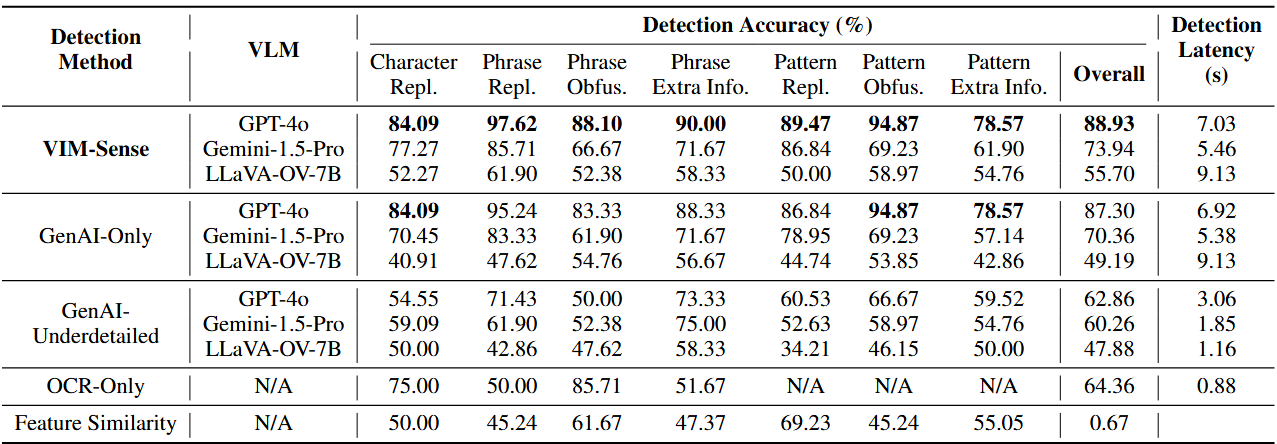 Detection Method | VLM | Detection Accuracy (%) | Detection Latency (s)
Character Repl. | Phrase Repl. | Phrase Obfus. | Phrase Extra Info. | Pattern Repl. | Pattern Obfus. | Pattern Extra Info. | Overall
VIM-Sense | GPT-4o | 84.09 | 97.62 | 88.10 | 90.00 | 89.47 | 94.87 | 78.57 | 88.93 | 7.03
Gemini-1.5-Pro | 77.27 | 85.71 | 66.67 | 71.67 | 86.84 | 69.23 | 61.90 | 73.94 | 5.46
LLaVA-OV-7B | 52.27 | 61.90 | 52.38 | 58.33 | 50.00 | 58.97 | 54.76 | 55.70 | 9.13
GenAI-Only | GPT-4o | 84.09 | 95.24 | 83.33 | 88.33 | 86.84 | 94.87 | 78.57 | 87.30 | 6.92
Gemini-1.5-Pro | 70.45 | 83.33 | 61.90 | 71.67 | 78.95 | 69.23 | 57.14 | 70.36 | 5.38
LLaVA-OV-7B | 40.91 | 47.62 | 54.76 | 56.67 | 44.74 | 53.85 | 42.86 | 49.19 | 9.13
GenAI-Underdetailed | GPT-4o | 54.55 | 71.43 | 50.00 | 73.33 | 60.53 | 66.67 | 59.52 | 62.86 | 3.06
Gemini-1.5-Pro | 59.09 | 61.90 | 52.38 | 75.00 | 52.63 | 58.97 | 54.76 | 60.26 | 1.85
LLaVA-OV-7B | 50.00 | 42.86 | 47.62 | 58.33 | 34.21 | 46.15 | 50.00 | 47.88 | 1.16
OCR-Only | N/A | 75.00 | 50.00 | 85.71 | 51.67 | N/A | N/A | N/A | 64.36 | 0.88
Feature Similarity | N/A | 50.00 | 45.24 | 61.67 | 47.37 | 69.23 | 45.24 | 55.05 | 0.67